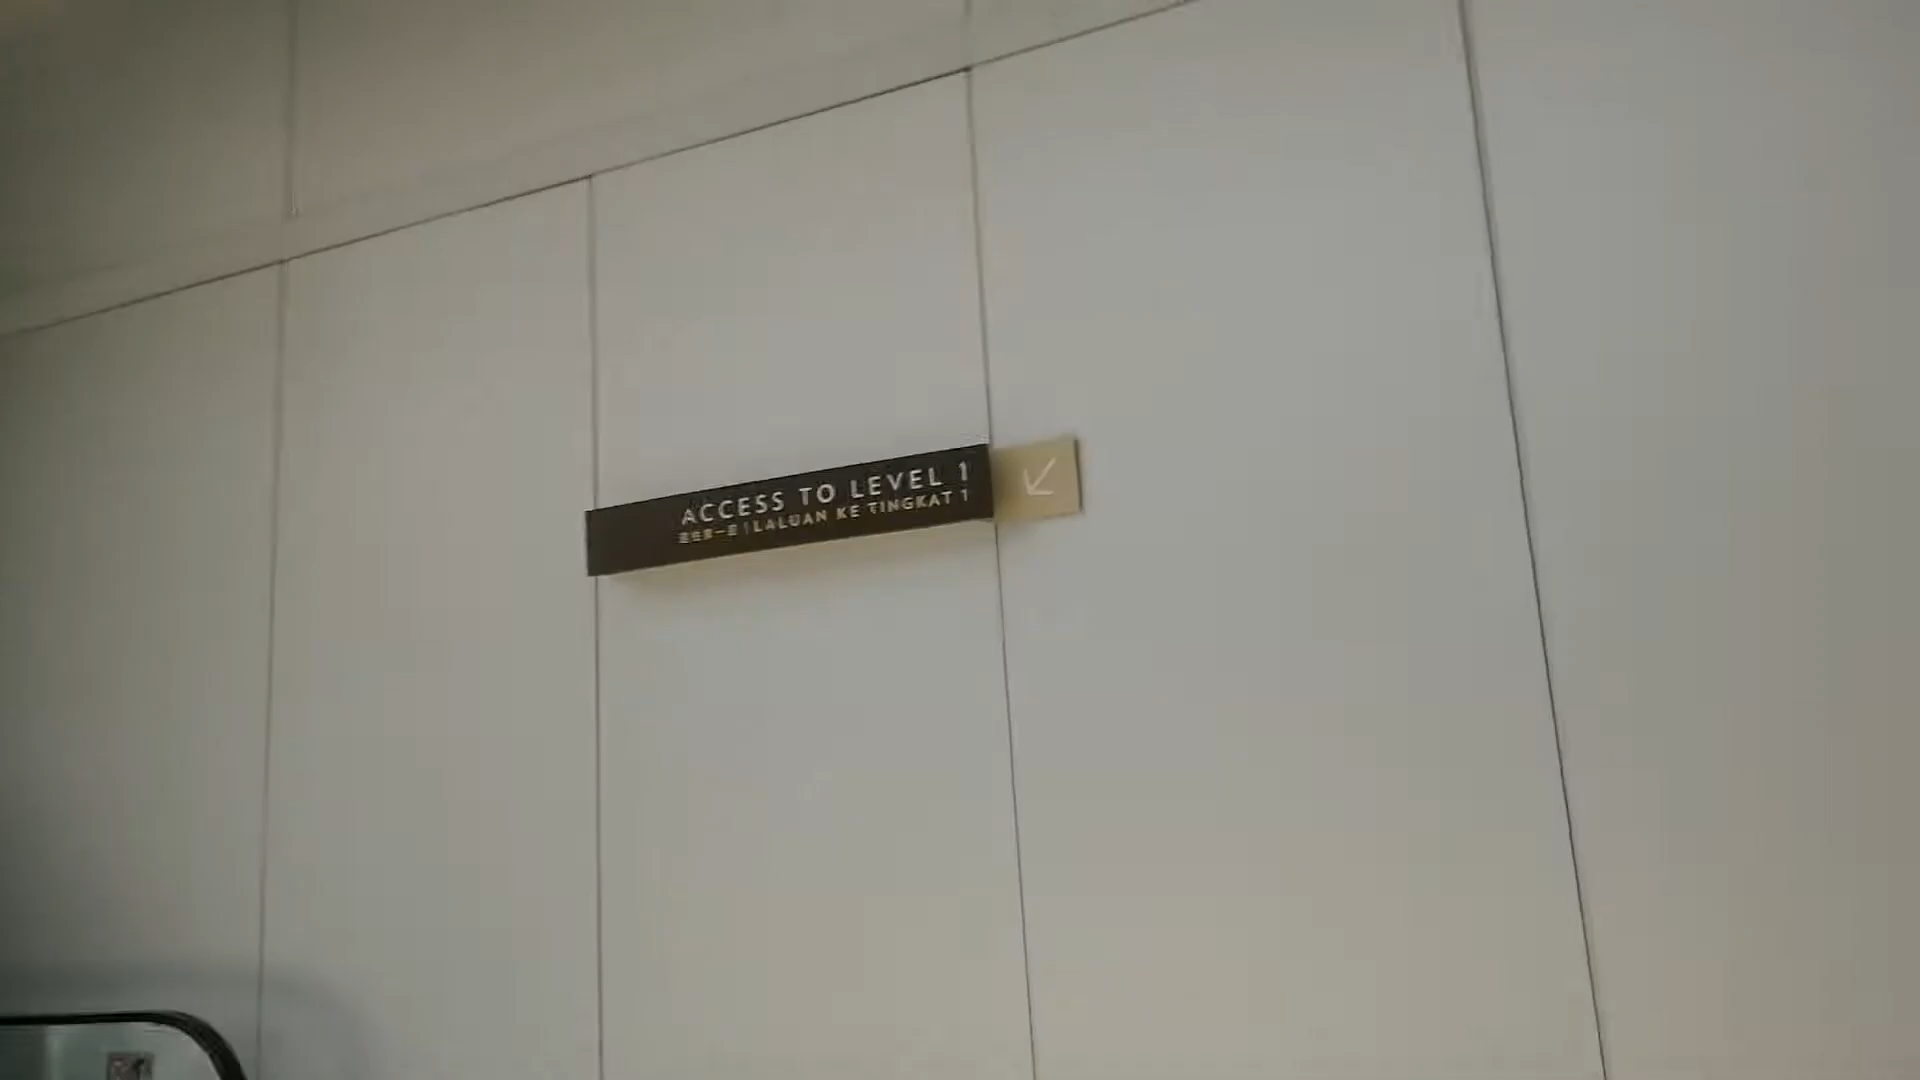 ACCESS TO LEVEL 1
| LALUAN KE TINGKAT 1